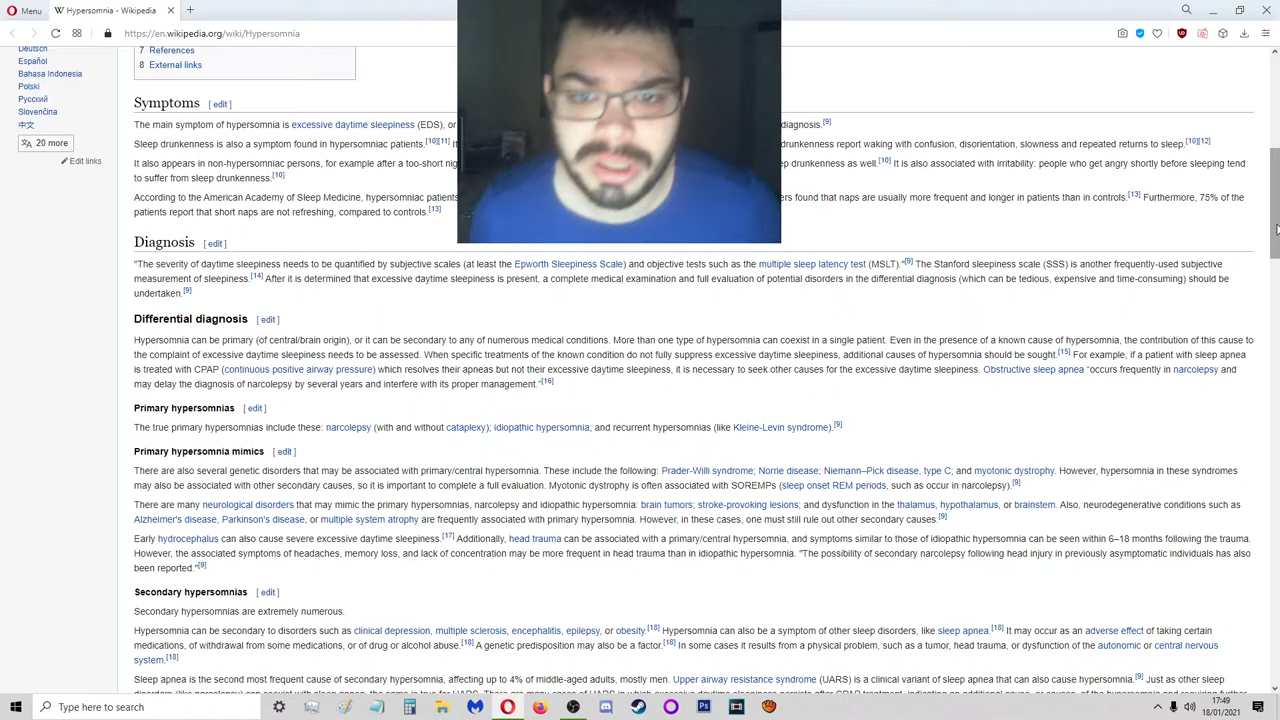 Menu
Hypersomnia - Wikipedia
https://en.wikipedia.org/wiki/Hypersomnia
Deutsch
Español
Bahasa Indonesia
Polski
Русский
Slovenčina
中文
20 more
Edit links
7 References
8 External links
Symptoms [ edit ]
The main symptom of hypersomnia is excessive daytime sleepiness (EDS), or diagnosis.[9]
Sleep drunkenness is also a symptom found in hypersomniac patients.[10][11] It drunkenness report waking with confusion, disorientation, slowness and repeated returns to sleep.[10][12]
It also appears in non-hypersomniac persons, for example after a too-short nig ep drunkenness as well.[10] It is also associated with irritability: people who get angry shortly before sleeping tend
to suffer from sleep drunkenness.[10]
According to the American Academy of Sleep Medicine, hypersomniac patients ers found that naps are usually more frequent and longer in patients than in controls.[13] Furthermore, 75% of the
patients report that short naps are not refreshing, compared to controls.[13]
Diagnosis [ edit ]
"The severity of daytime sleepiness needs to be quantified by subjective scales (at least the Epworth Sleepiness Scale) and objective tests such as the multiple sleep latency test (MSLT)."[9] The Stanford sleepiness scale (SSS) is another frequently-used subjective
measurement of sleepiness.[14] After it is determined that excessive daytime sleepiness is present, a complete medical examination and full evaluation of potential disorders in the differential diagnosis (which can be tedious, expensive and time-consuming) should be
undertaken.[9]
Differential diagnosis [ edit ]
Hypersomnia can be primary (of central/brain origin), or it can be secondary to any of numerous medical conditions. More than one type of hypersomnia can coexist in a single patient. Even in the presence of a known cause of hypersomnia, the contribution of this cause to
the complaint of excessive daytime sleepiness needs to be assessed. When specific treatments of the known condition do not fully suppress excessive daytime sleepiness, additional causes of hypersomnia should be sought.[15] For example, if a patient with sleep apnea
is treated with CPAP (continuous positive airway pressure) which resolves their apneas but not their excessive daytime sleepiness, it is necessary to seek other causes for the excessive daytime sleepiness. Obstructive sleep apnea "occurs frequently in narcolepsy and
may delay the diagnosis of narcolepsy by several years and interfere with its proper management."[16]
Primary hypersomnias [ edit ]
The true primary hypersomnias include these: narcolepsy (with and without cataplexy); idiopathic hypersomnia; and recurrent hypersomnias (like Kleine-Levin syndrome).[9]
Primary hypersomnia mimics [ edit ]
There are also several genetic disorders that may be associated with primary/central hypersomnia. These include the following: Prader-Willi syndrome; Norrie disease; Niemann–Pick disease, type C; and myotonic dystrophy. However, hypersomnia in these syndromes
may also be associated with other secondary causes, so it is important to complete a full evaluation. Myotonic dystrophy is often associated with SOREMPs (sleep onset REM periods, such as occur in narcolepsy).[9]
There are many neurological disorders that may mimic the primary hypersomnias, narcolepsy and idiopathic hypersomnia: brain tumors; stroke-provoking lesions; and dysfunction in the thalamus, hypothalamus, or brainstem. Also, neurodegenerative conditions such as
Alzheimer's disease, Parkinson's disease, or multiple system atrophy are frequently associated with primary hypersomnia. However, in these cases, one must still rule out other secondary causes.[9]
Early hydrocephalus can also cause severe excessive daytime sleepiness.[17] Additionally, head trauma can be associated with a primary/central hypersomnia, and symptoms similar to those of idiopathic hypersomnia can be seen within 6–18 months following the trauma.
However, the associated symptoms of headaches, memory loss, and lack of concentration may be more frequent in head trauma than in idiopathic hypersomnia. "The possibility of secondary narcolepsy following head injury in previously asymptomatic individuals has also
been reported."[9]
Secondary hypersomnias [ edit ]
Secondary hypersomnias are extremely numerous.
Hypersomnia can be secondary to disorders such as clinical depression, multiple sclerosis, encephalitis, epilepsy, or obesity.[18] Hypersomnia can also be a symptom of other sleep disorders, like sleep apnea.[18] It may occur as an adverse effect of taking certain
medications, of withdrawal from some medications, or of drug or alcohol abuse.[18] A genetic predisposition may also be a factor.[18] In some cases it results from a physical problem, such as a tumor, head trauma, or dysfunction of the autonomic or central nervous
system.[18]
Sleep apnea is the second most frequent cause of secondary hypersomnia, affecting up to 4% of middle-aged adults, mostly men. Upper airway resistance syndrome (UARS) is a clinical variant of sleep apnea that can also cause hypersomnia.[9] Just as other sleep
Type here to search
17:49
18/01/2021